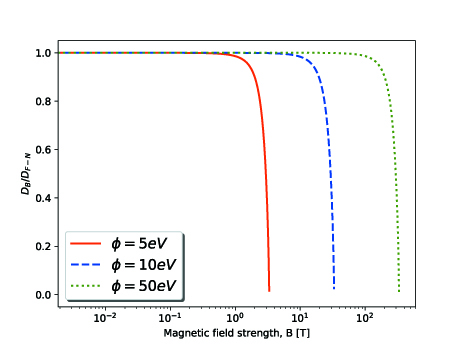 1.0
0.8
0.6
0.4
0.2
0.0
D_B/D_{F-N}
ϕ = 5eV
ϕ = 10eV
ϕ = 50eV
10^{-2} 10^{-1} 10^{0} 10^{1} 10^{2}
Magnetic field strength, B [T]